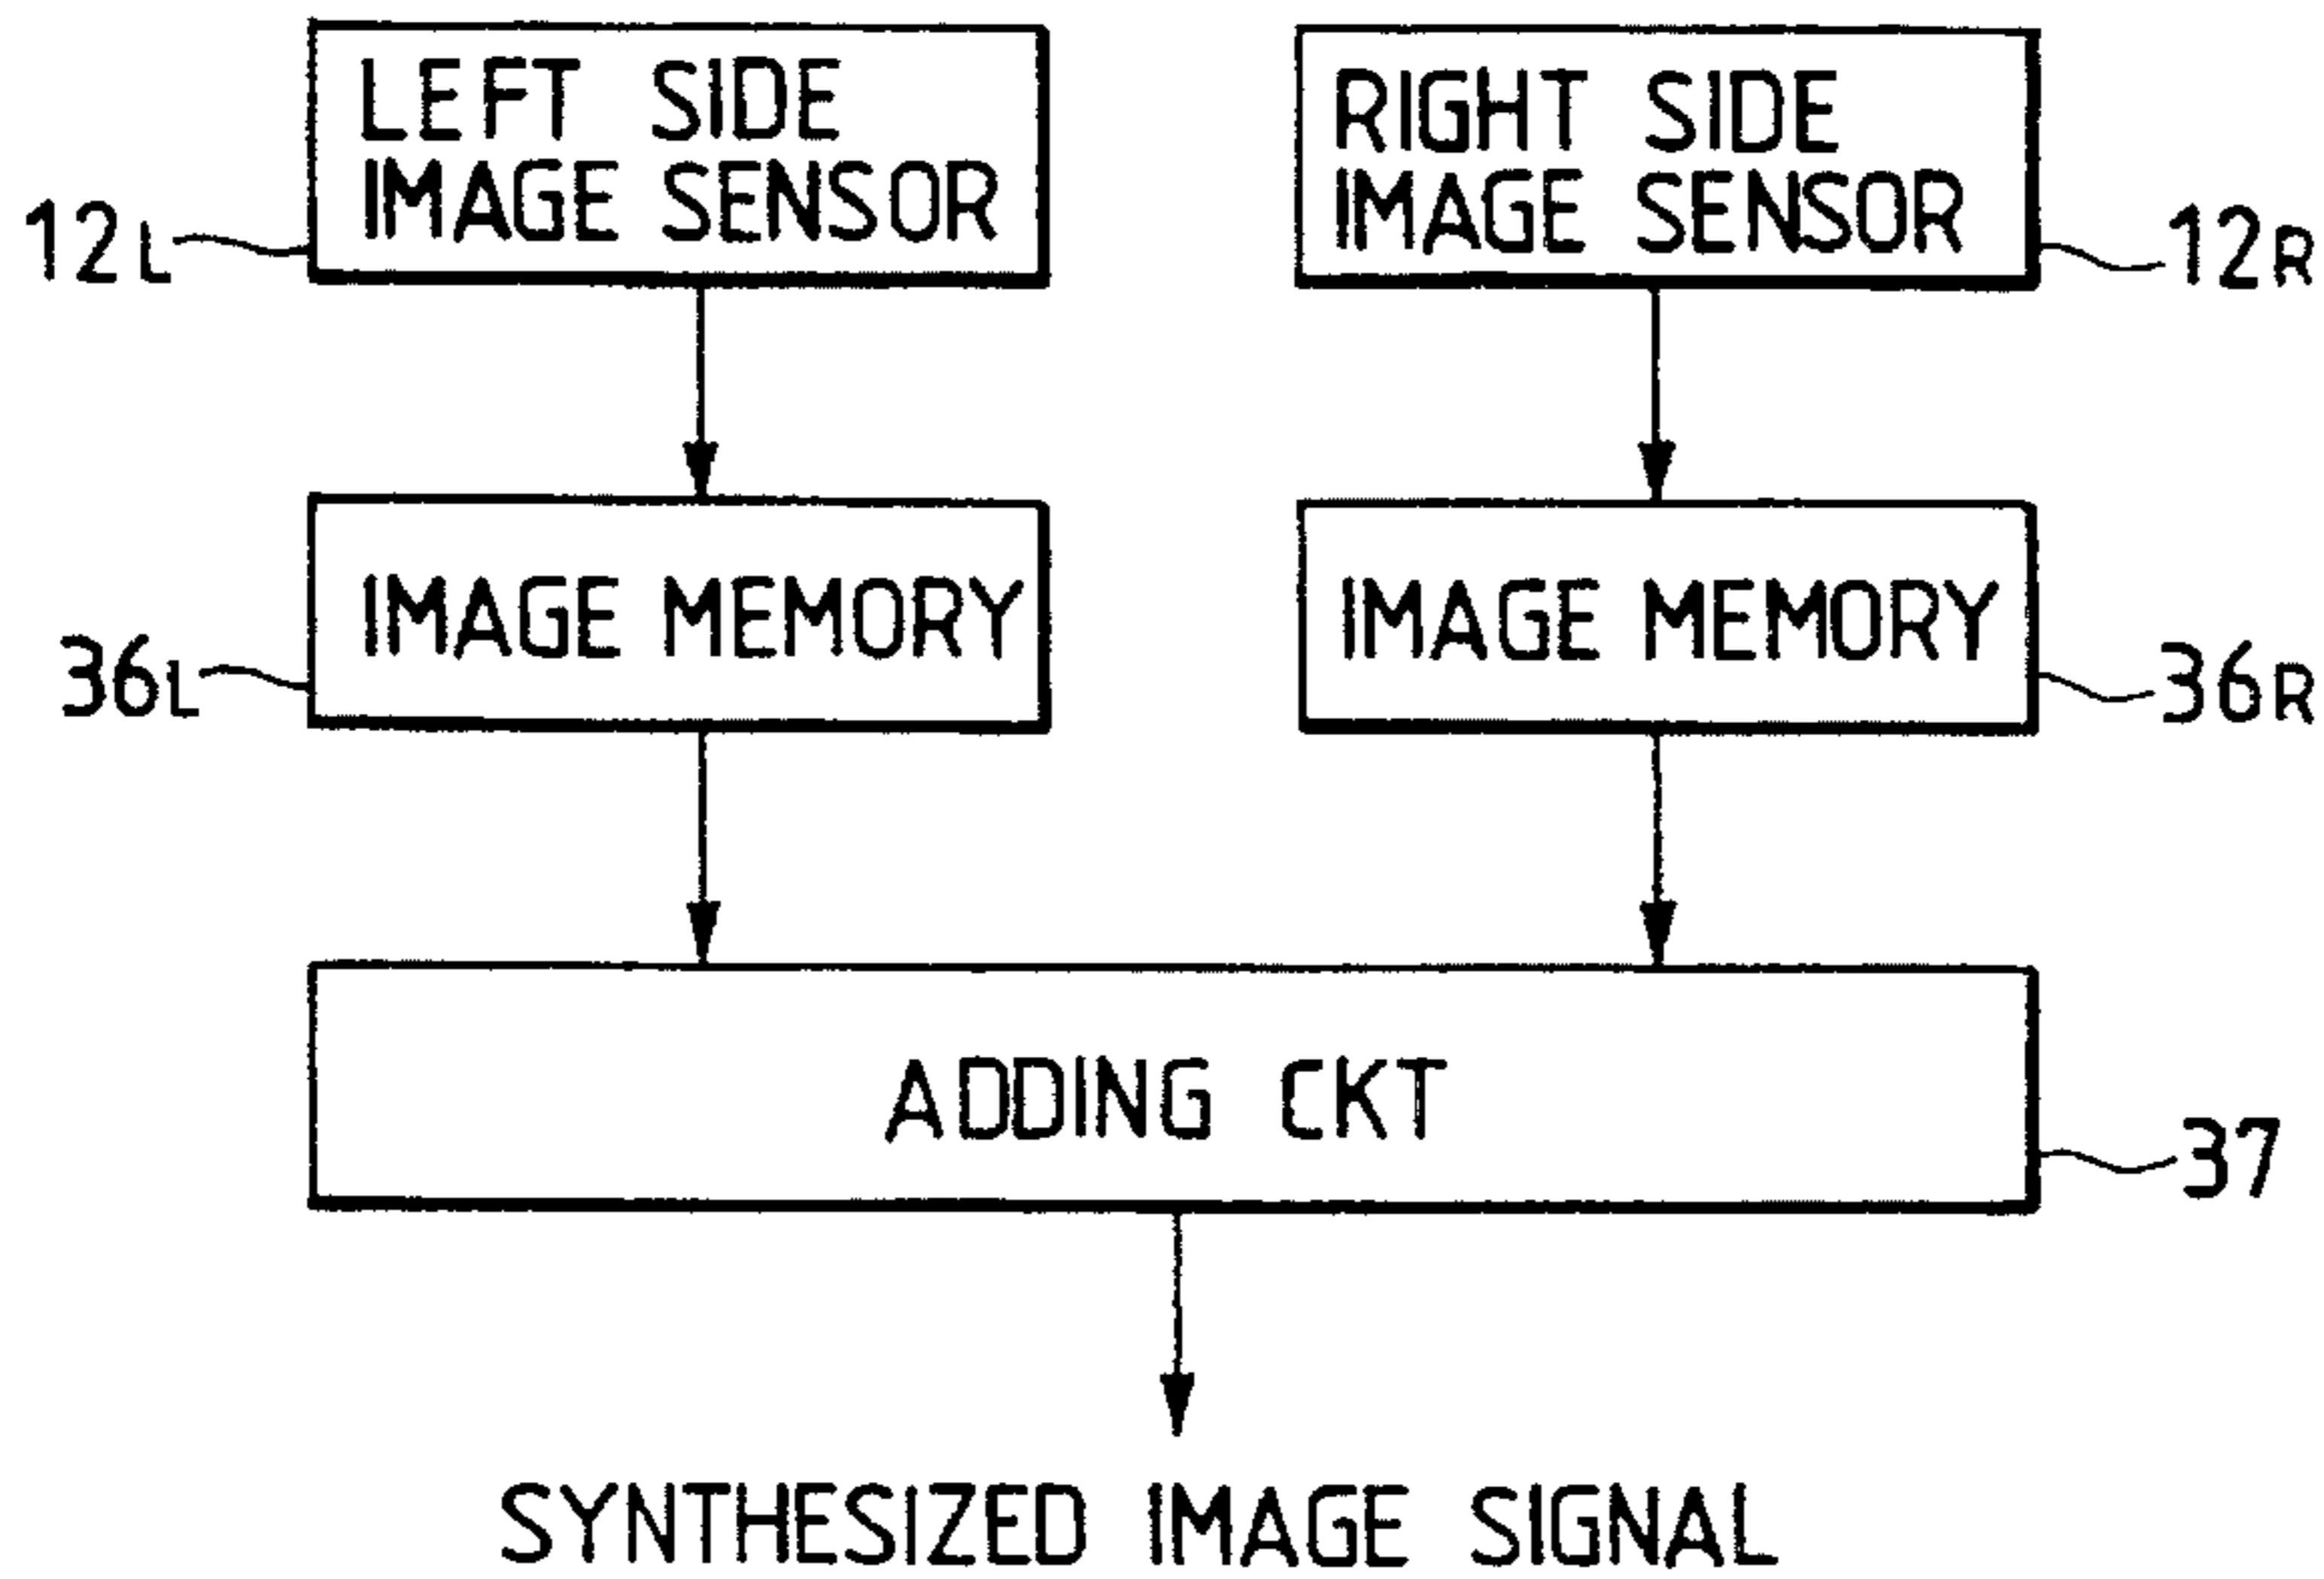 LEFT SIDE
IMAGE SENSOR
12L
RIGHT SIDE
IMAGE SENSOR
12R
IMAGE MEMORY
36L
IMAGE MEMORY
36R
ADDING CKT
37
SYNTHESIZED IMAGE SIGNAL